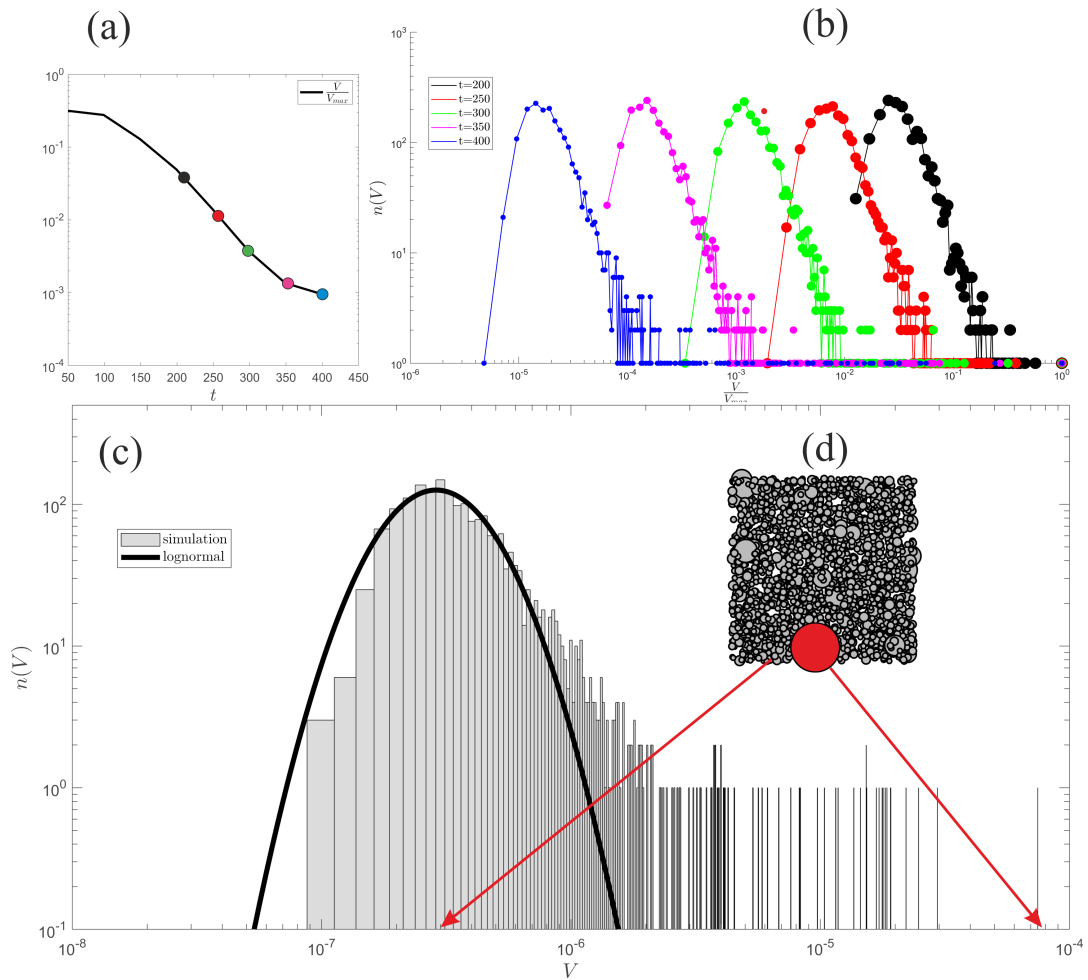 (a)
10^0
10^-1
10^-2
10^-3
10^-4
50 100 150 200 250 300 350 400 450
t
V̄
V_max
(b)
10^3
10^2
10^1
10^0
n(V)
t=200
t=250
t=300
t=350
t=400
10^-6 10^-5 10^-4 10^-3 10^-2 10^-1 10^0
V
V_max
(c)
(d)
10^2
10^1
10^0
10^-1
n(V)
simulation
lognormal
10^-8 10^-7 10^-6 10^-5 10^-4
V